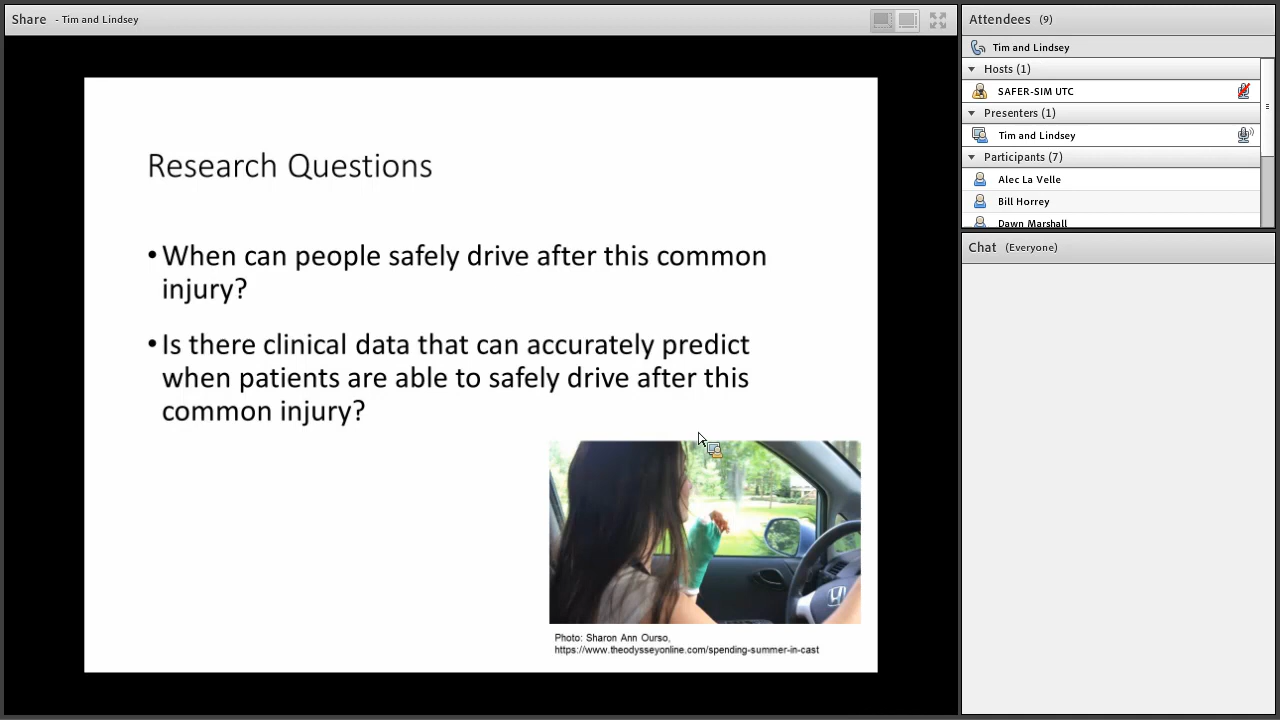 Share - Tim and Lindsey
Research Questions
•When can people safely drive after this common
injury?
•Is there clinical data that can accurately predict
when patients are able to safely drive after this
common injury?
Photo: Sharon Ann Ourso,
https://www.theodysseyonline.com/spending-summer-in-cast
Attendees (9)
Tim and Lindsey
Hosts (1)
SAFER-SIM UTC
Presenters (1)
Tim and Lindsey
Participants (7)
Alec La Velle
Bill Horrey
Dawn Marshall
Chat (Everyone)